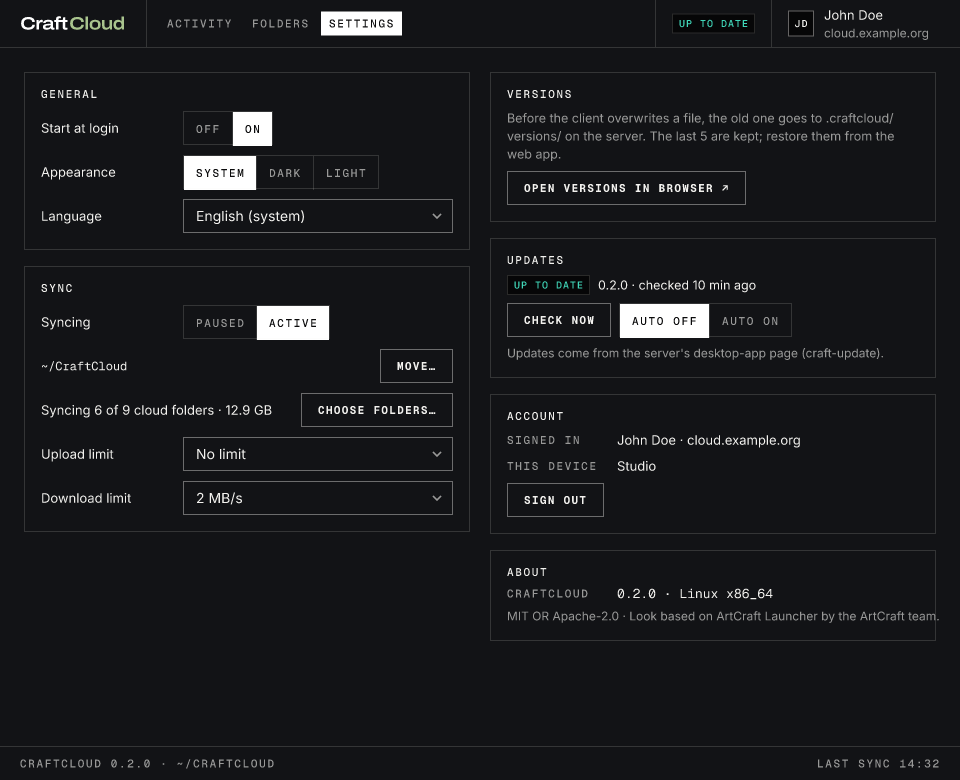 CraftCloud
ACTIVITY FOLDERS SETTINGS
UP TO DATE
JD
John Doe
cloud.example.org
GENERAL
Start at login OFF ON
Appearance SYSTEM DARK LIGHT
Language English (system)
SYNC
Syncing PAUSED ACTIVE
~/CraftCloud MOVE…
Syncing 6 of 9 cloud folders · 12.9 GB CHOOSE FOLDERS…
Upload limit No limit
Download limit 2 MB/s
VERSIONS
Before the client overwrites a file, the old one goes to .craftcloud/
versions/ on the server. The last 5 are kept; restore them from the
web app.
OPEN VERSIONS IN BROWSER ↗
UPDATES
UP TO DATE 0.2.0 · checked 10 min ago
CHECK NOW AUTO OFF AUTO ON
Updates come from the server's desktop-app page (craft-update).
ACCOUNT
SIGNED IN John Doe · cloud.example.org
THIS DEVICE Studio
SIGN OUT
ABOUT
CRAFTCLOUD 0.2.0 · Linux x86_64
MIT OR Apache-2.0 · Look based on ArtCraft Launcher by the ArtCraft team.
CRAFTCLOUD 0.2.0 · ~/CRAFTCLOUD
LAST SYNC 14:32